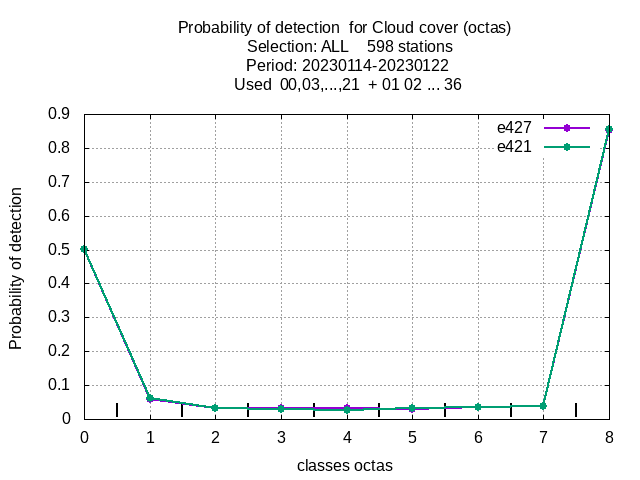 Probability of detection  for Cloud cover (octas)
Selection: ALL    598 stations
Period: 20230114-20230122
Used  00,03,...,21  + 01 02 ... 36
e427
e421
Probability of detection
0.9
0.8
0.7
0.6
0.5
0.4
0.3
0.2
0.1
0
0 1 2 3 4 5 6 7 8
classes octas